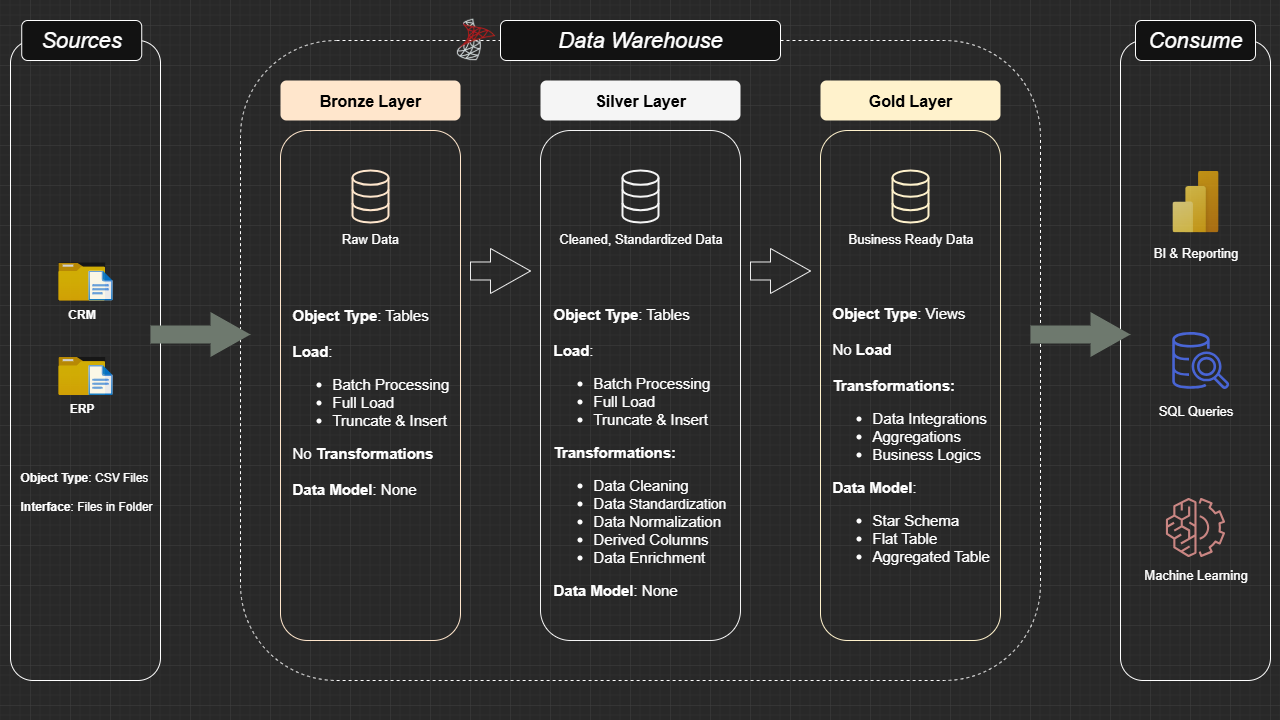 Sources
CRM
ERP
Object Type: CSV Files
Interface: Files in Folder
Data Warehouse
Bronze Layer
Raw Data
Object Type: Tables
Load:
• Batch Processing
• Full Load
• Truncate & Insert
No Transformations
Data Model: None
Silver Layer
Cleaned, Standardized Data
Object Type: Tables
Load:
• Batch Processing
• Full Load
• Truncate & Insert
Transformations:
• Data Cleaning
• Data Standardization
• Data Normalization
• Derived Columns
• Data Enrichment
Data Model: None
Gold Layer
Business Ready Data
Object Type: Views
No Load
Transformations:
• Data Integrations
• Aggregations
• Business Logics
Data Model:
• Star Schema
• Flat Table
• Aggregated Table
Consume
BI & Reporting
SQL Queries
Machine Learning